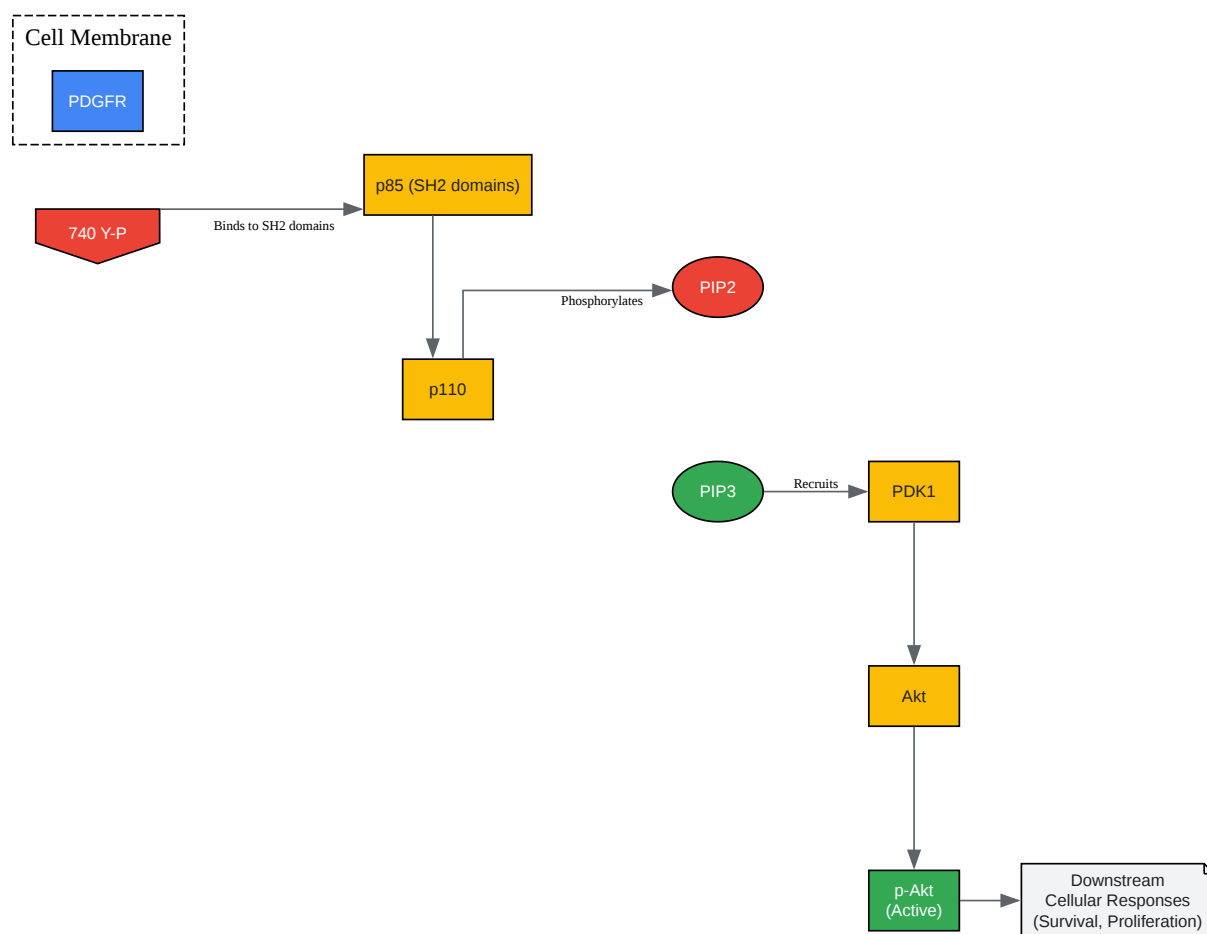 Cell Membrane
PDGFR
p85 (SH2 domains)
740 Y-P
Binds to SH2 domains
PIP2
Phosphorylates
p110
PIP3
Recruits
PDK1
Akt
p-Akt
(Active)
Downstream
Cellular Responses
(Survival, Proliferation)